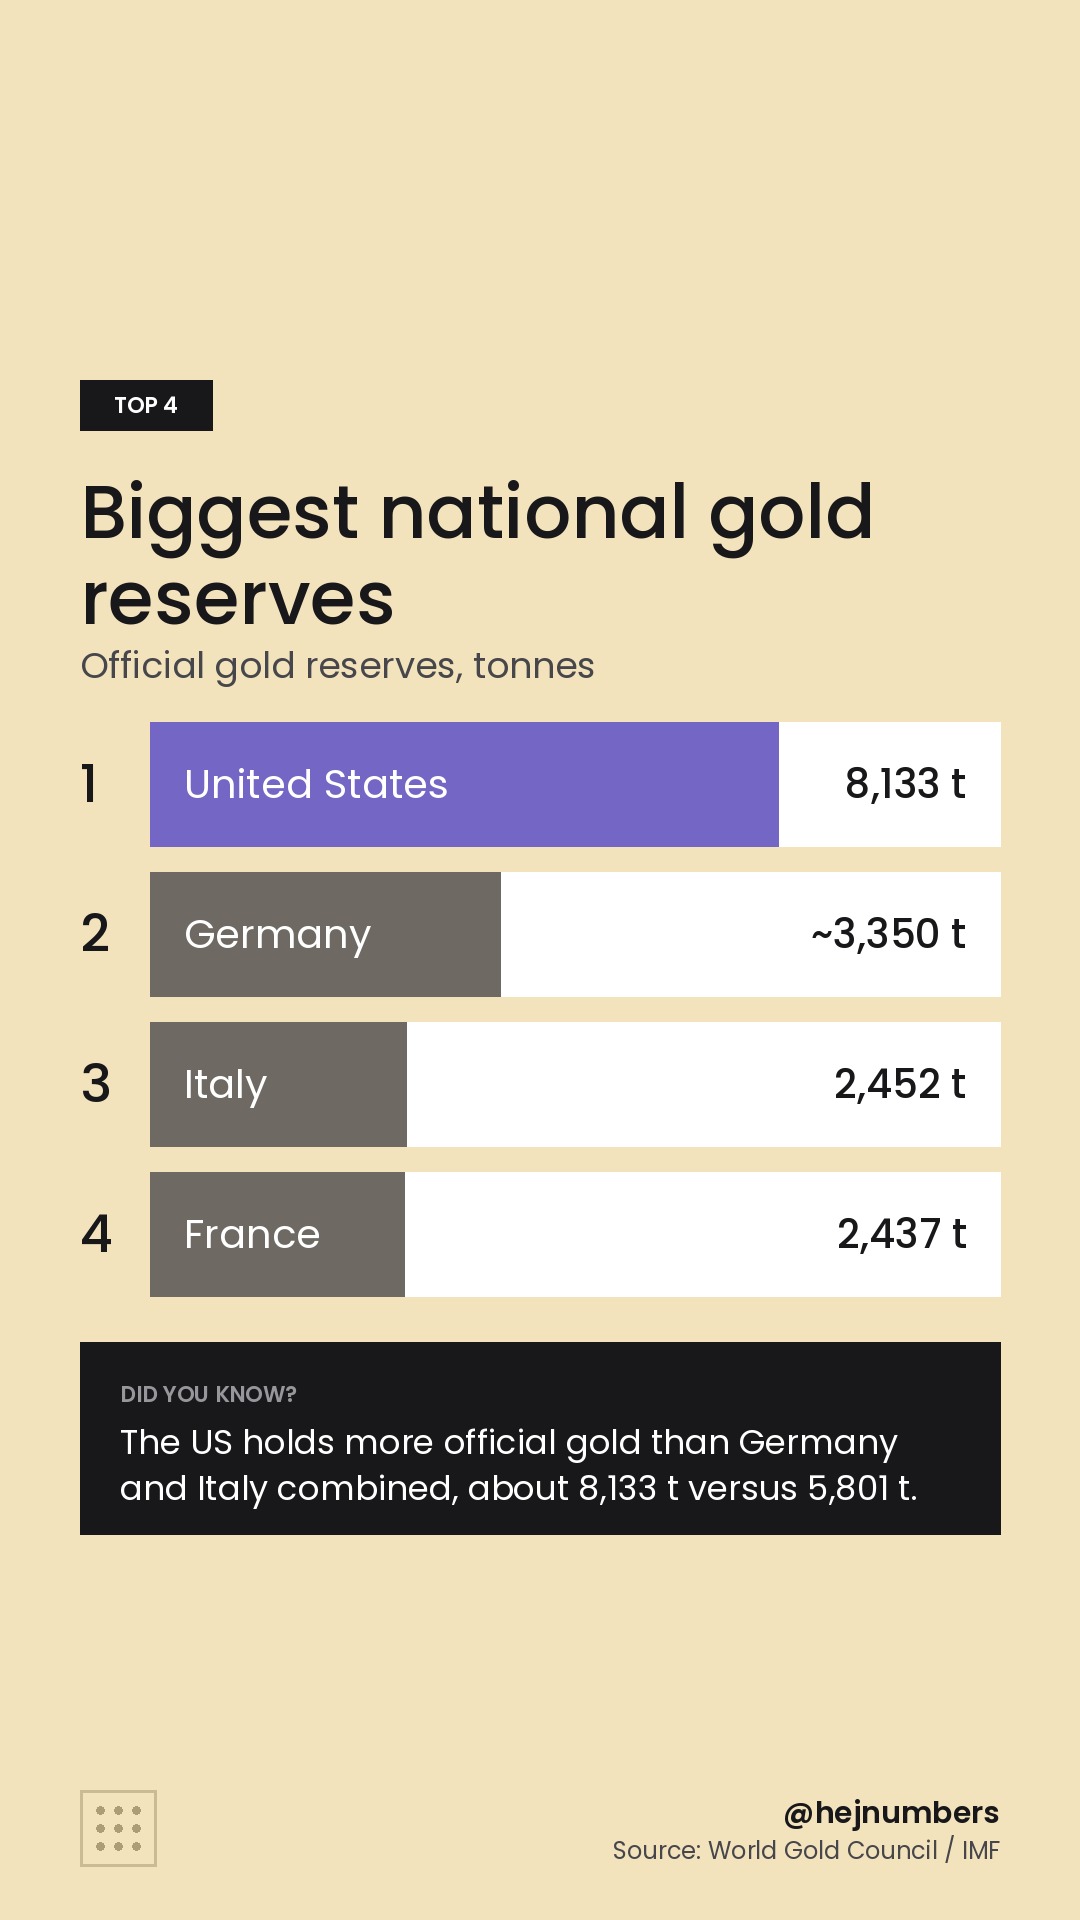 TOP 4
Biggest national gold
reserves
Official gold reserves, tonnes
1 United States 8,133 t
2 Germany ~3,350 t
3 Italy 2,452 t
4 France 2,437 t
DID YOU KNOW?
The US holds more official gold than Germany
and Italy combined, about 8,133 t versus 5,801 t.
@hejnumbers
Source: World Gold Council / IMF